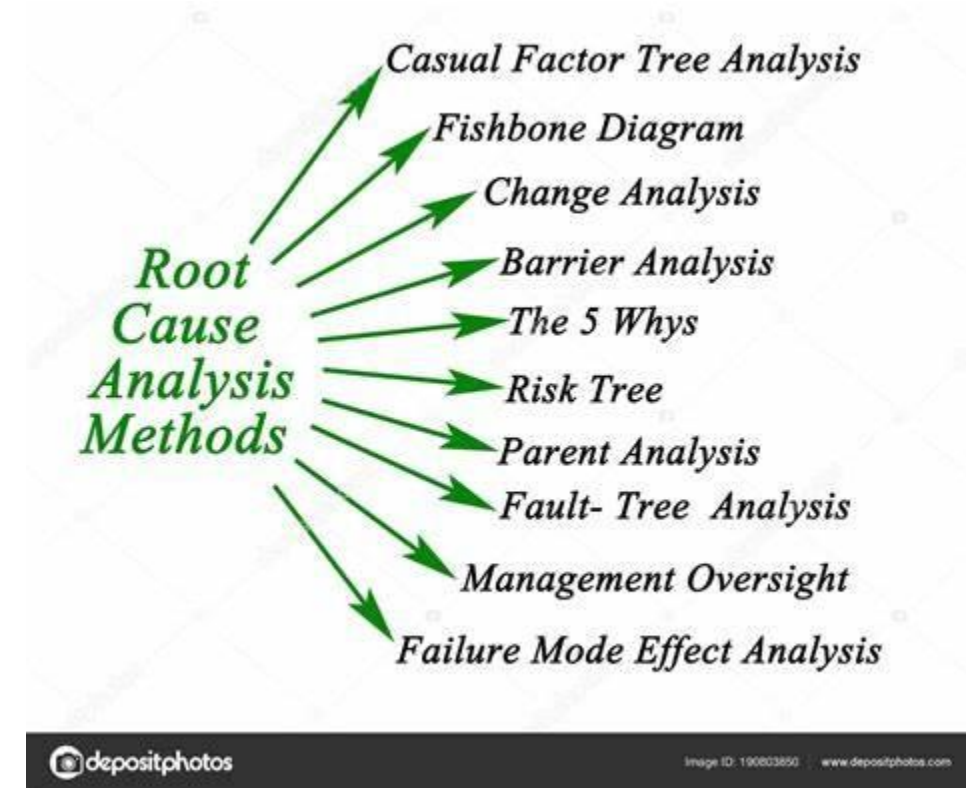 Casual Factor Tree Analysis
Fishbone Diagram
Change Analysis
Barrier Analysis
The 5 Whys
Risk Tree
Parent Analysis
Fault- Tree Analysis
Management Oversight
Failure Mode Effect Analysis
Root
Cause
Analysis
Methods
depositphotos
Image ID: 190803850 www.depositphotos.com